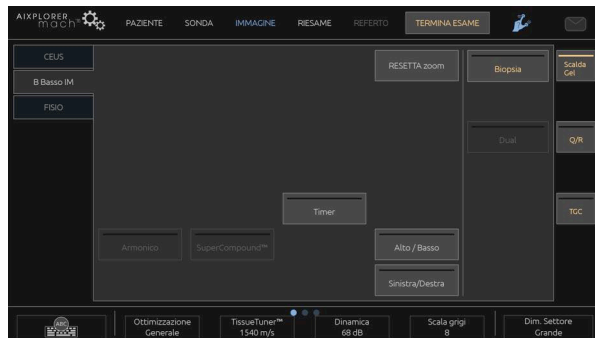 AIXPLORER
mach
PAZIENTE
SONDA
IMMAGINE
RIESAME
REFERTO
TERMINA ESAME
CEUS
B Basso IM
FISIO
RESETTA zoom
Biopsia
Scalda
Gel
Dual
Q/R
Timer
TGC
Armonico
SuperCompound™
Alto / Basso
Sinistra/Destra
ABC
Ottimizzazione
Generale
TissueTuner™
1540 m/s
Dinamica
68 dB
Scala grigi
8
Dim. Settore
Grande